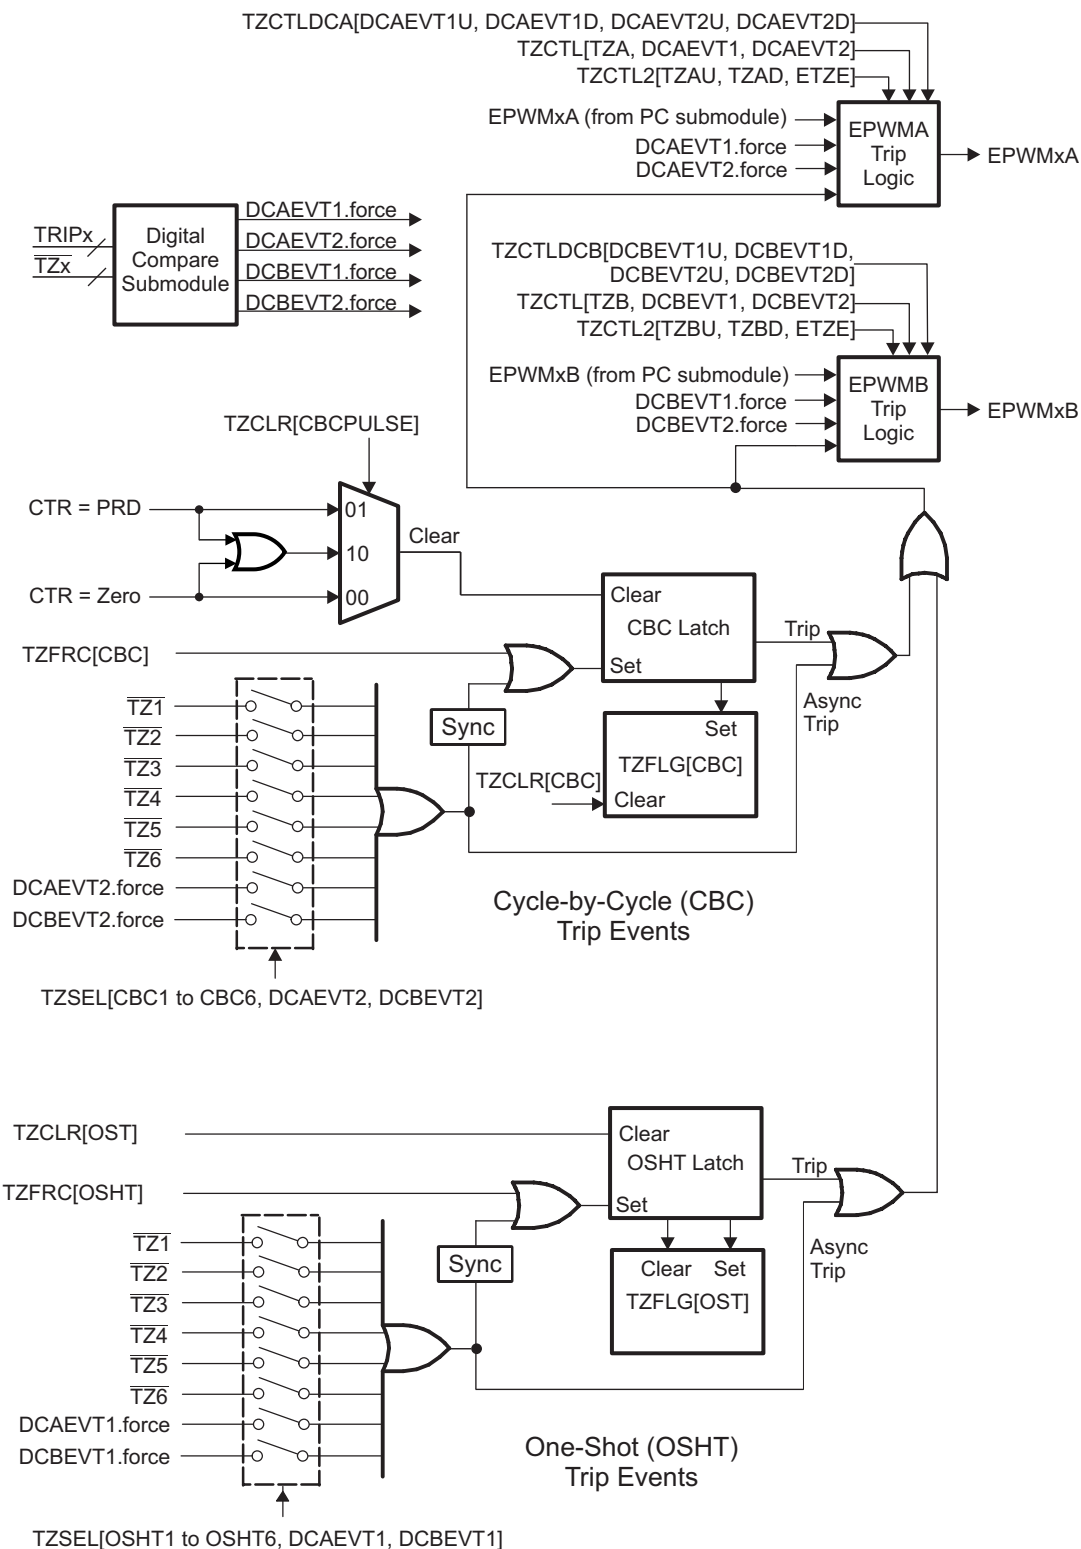 TZCTLDCA[DCAEVT1U, DCAEVT1D, DCAEVT2U, DCAEVT2D]
TZCTL[TZA, DCAEVT1, DCAEVT2]
TZCTL2[TZAU, TZAD, ETZE]
EPWMxA (from PC submodule)
DCAEVT1.force
DCAEVT2.force
EPWMA
Trip
Logic
EPWMxA
TRIPx
TZx
Digital
Compare
Submodule
DCAEVT1.force
DCAEVT2.force
DCBEVT1.force
DCBEVT2.force
TZCTLDCB[DCBEVT1U, DCBEVT1D,
DCBEVT2U, DCBEVT2D]
TZCTL[TZB, DCBEVT1, DCBEVT2]
TZCTL2[TZBU, TZBD, ETZE]
EPWMxB (from PC submodule)
DCBEVT1.force
DCBEVT2.force
EPWMB
Trip
Logic
EPWMxB
TZCLR[CBCPULSE]
CTR = PRD
CTR = Zero
01
10
00
Clear
Clear
CBC Latch
Set
Trip
TZFRC[CBC]
Sync
Async
Trip
Set
TZFLG[CBC]
Clear
TZCLR[CBC]
TZ1
TZ2
TZ3
TZ4
TZ5
TZ6
DCAEVT2.force
DCBEVT2.force
Cycle-by-Cycle (CBC)
Trip Events
TZSEL[CBC1 to CBC6, DCAEVT2, DCBEVT2]
TZCLR[OST]
Clear
OSHT Latch
Set
Trip
TZFRC[OSHT]
Sync
Async
Trip
Clear Set
TZFLG[OST]
TZ1
TZ2
TZ3
TZ4
TZ5
TZ6
DCAEVT1.force
DCBEVT1.force
One-Shot (OSHT)
Trip Events
TZSEL[OSHT1 to OSHT6, DCAEVT1, DCBEVT1]